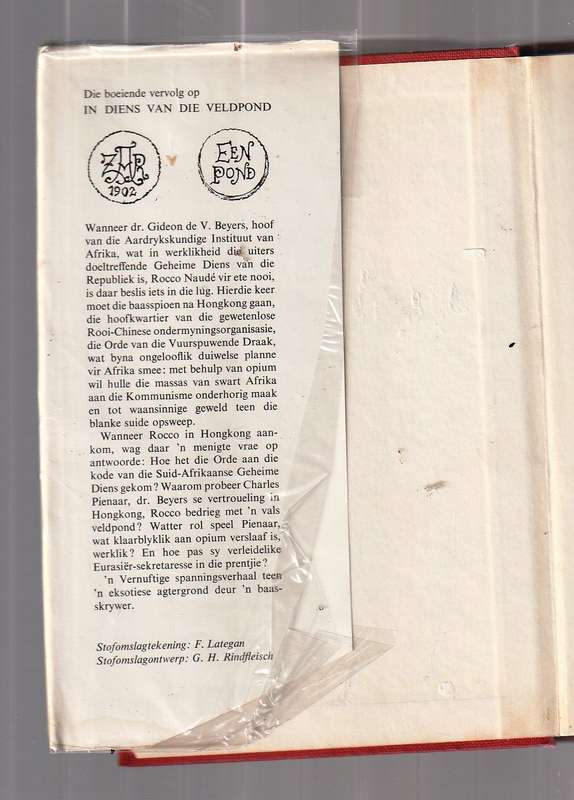 Die boeiende vervolg op
IN DIENS VAN DIE VELDPOND
ZAR
1902
EEN
POND
Wanneer dr. Gideon de V. Beyers, hoof
van die Aardrykskundige Instituut van
Afrika, wat in werklikheid die uiters
doeltreffende Geheime Diens van die
Republiek is, Rocco Naudé vir ete nooi,
is daar beslis iets in die lug. Hierdie keer
moet die baasspioen na Hongkong gaan,
die hoofkwartier van die gewetenlose
Rooi-Chinese ondermyningsorganisasie,
die Orde van die Vuurspuwende Draak,
wat byna ongelooflik duiwelse planne
vir Afrika smee: met behulp van opium
wil hulle die massas van swart Afrika
aan die Kommunisme onderhorig maak
en tot waansinnige geweld teen die
blanke suide opsweep.
Wanneer Rocco in Hongkong aan-
kom, wag daar 'n menigte vrae op
antwoorde: Hoe het die Orde aan die
kode van die Suid-Afrikaanse Geheime
Diens gekom? Waarom probeer Charles
Pienaar, dr. Beyers se vertroueling in
Hongkong, Rocco bedrieg met 'n vals
veldpond? Watter rol speel Pienaar,
wat klaarblyklik aan opium verslaaf is,
werklik? En hoe pas sy verleidelike
Eurasiër-sekretaresse in die prentjie?
'n Vernuftige spanningsverhaal teen
'n eksotiese agtergrond deur 'n baas-
skrywer.
Stofomslagtekening: F. Lategan
Stofomslagontwerp: G. H. Rindfleisch